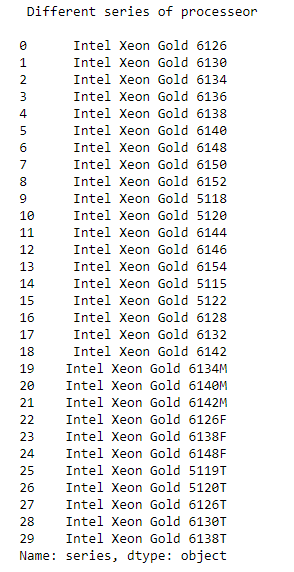 Different series of processeor
0 Intel Xeon Gold 6126
1 Intel Xeon Gold 6130
2 Intel Xeon Gold 6134
3 Intel Xeon Gold 6136
4 Intel Xeon Gold 6138
5 Intel Xeon Gold 6140
6 Intel Xeon Gold 6148
7 Intel Xeon Gold 6150
8 Intel Xeon Gold 6152
9 Intel Xeon Gold 5118
10 Intel Xeon Gold 5120
11 Intel Xeon Gold 6144
12 Intel Xeon Gold 6146
13 Intel Xeon Gold 6154
14 Intel Xeon Gold 5115
15 Intel Xeon Gold 5122
16 Intel Xeon Gold 6128
17 Intel Xeon Gold 6132
18 Intel Xeon Gold 6142
19 Intel Xeon Gold 6134M
20 Intel Xeon Gold 6140M
21 Intel Xeon Gold 6142M
22 Intel Xeon Gold 6126F
23 Intel Xeon Gold 6138F
24 Intel Xeon Gold 6148F
25 Intel Xeon Gold 5119T
26 Intel Xeon Gold 5120T
27 Intel Xeon Gold 6126T
28 Intel Xeon Gold 6130T
29 Intel Xeon Gold 6138T
Name: series, dtype: object